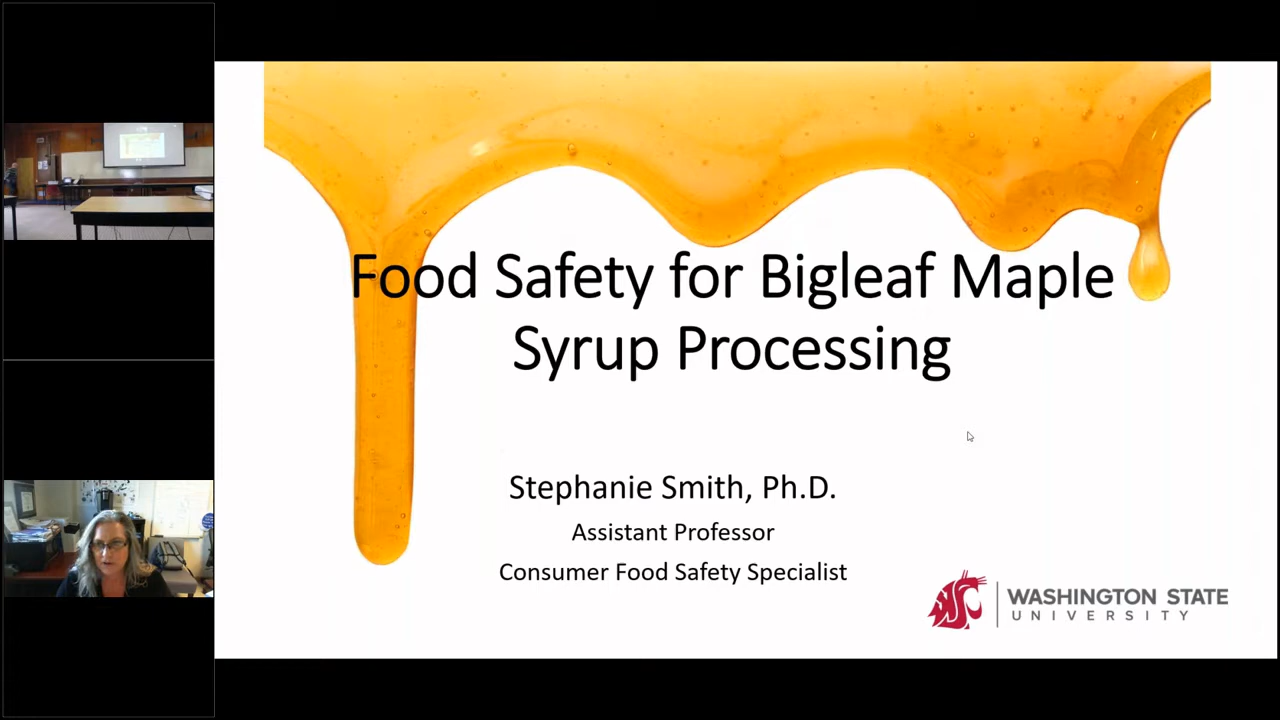 Food Safety for Bigleaf Maple
Syrup Processing
Stephanie Smith, Ph.D.
Assistant Professor
Consumer Food Safety Specialist
WASHINGTON STATE
UNIVERSITY